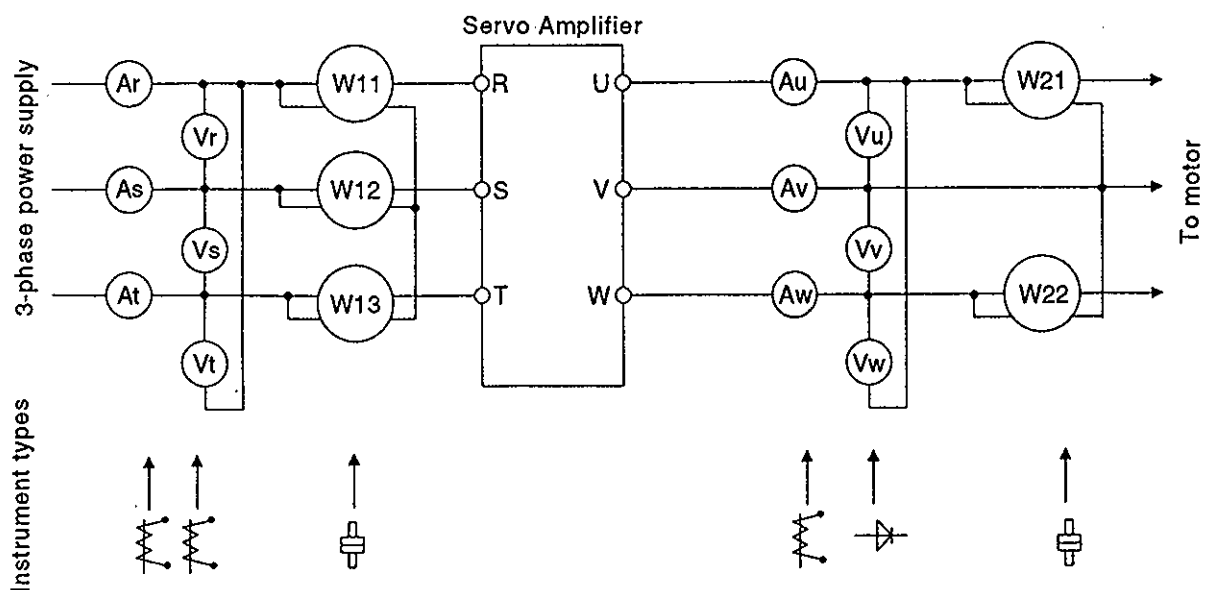 Servo Amplifier
3-phase power supply
Ar
W11
R
U
Au
W21
Vr
Vu
As
W12
S
V
Av
Vs
Vv
To motor
At
W13
T
W
Aw
W22
Vt
Vw
Instrument types